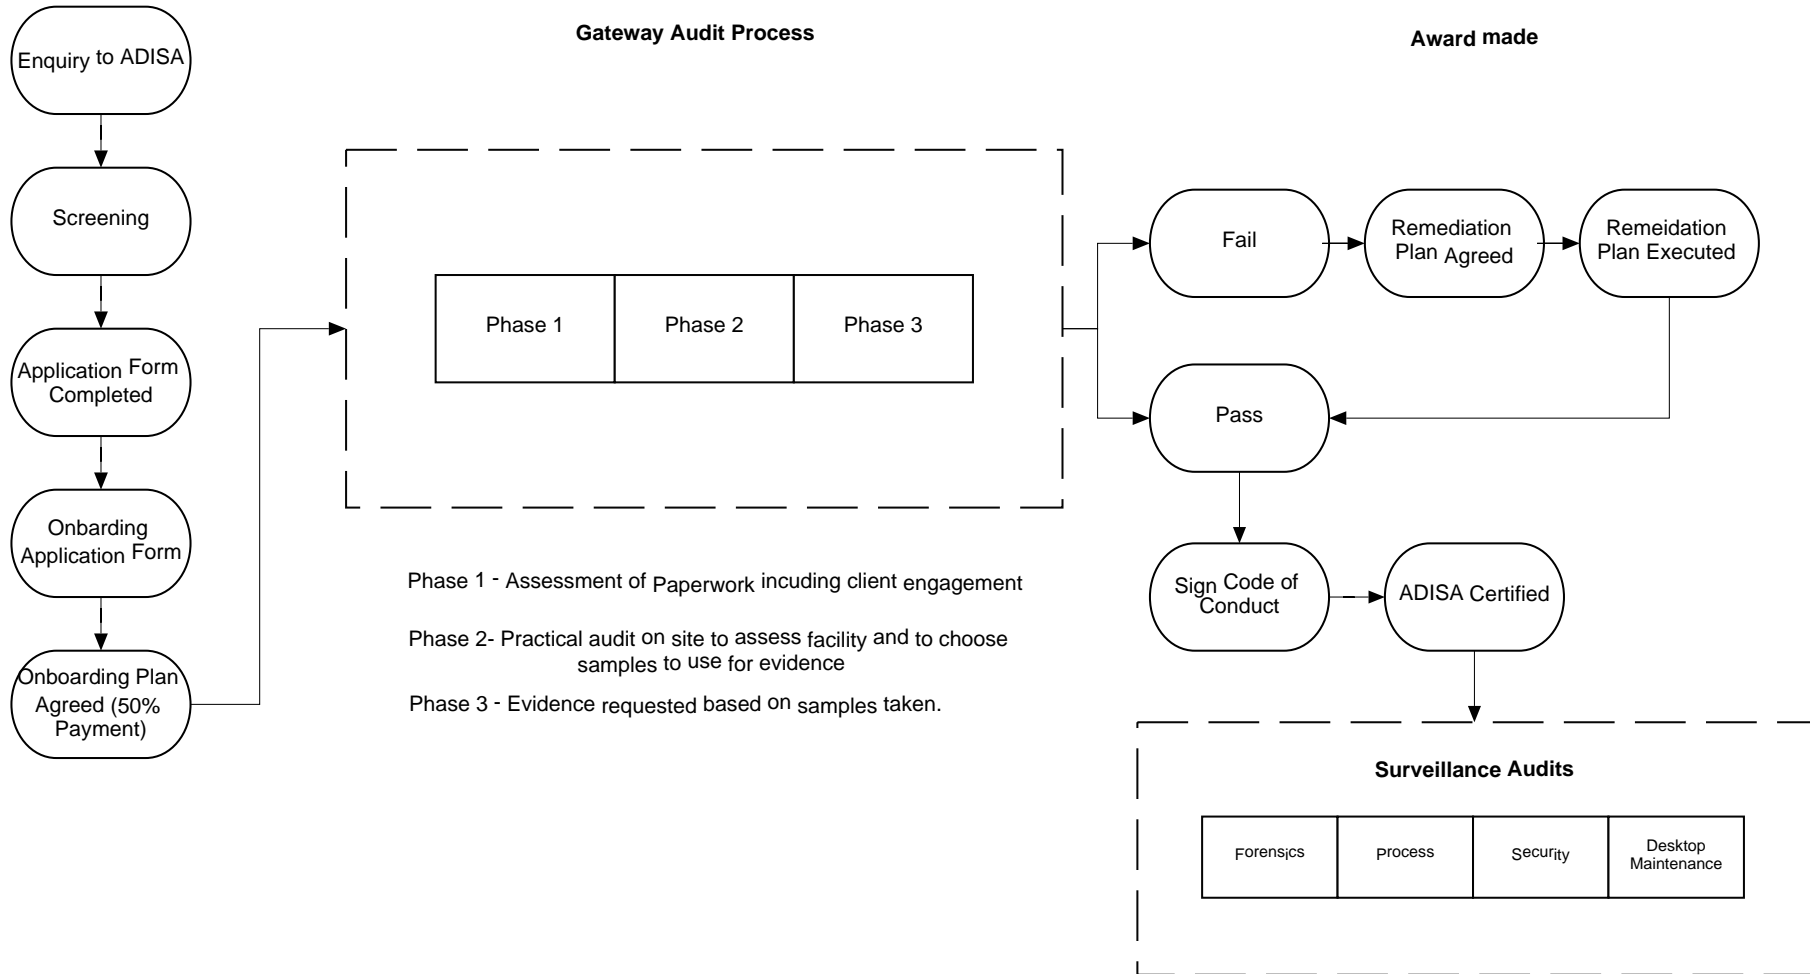 Enquiry to ADISA
Screening
Application Form
Completed
Onbarding
Application Form
Onboarding Plan
Agreed (50%
Payment)
Gateway Audit Process
Phase 1
Phase 2
Phase 3
Phase 1 - Assessment of Paperwork incuding client engagement
Phase 2- Practical audit on site to assess facility and to choose
samples to use for evidence
Phase 3 - Evidence requested based on samples taken.
Award made
Fail
Remediation
Plan Agreed
Remeidation
Plan Executed
Pass
Sign Code of
Conduct
ADISA Certified
Surveillance Audits
Forensics
Process
Security
Desktop
Maintenance